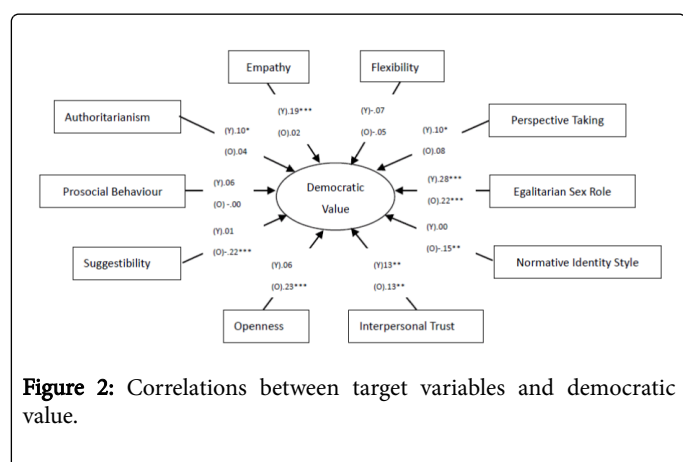 Empathy
Flexibility
Authoritarianism
(Y).19***
(O).02
(Y)-.07
(O)-.05
Perspective Taking
(Y).10*
(O).04
(Y).10*
(O).08
Prosocial Behaviour
(Y).06
(O)-.00
Democratic
Value
(Y).28***
(O).22***
Egalitarian Sex Role
Suggestibility
(Y).01
(O)-.22***
(Y).00
(O)-.15**
Normative Identity Style
(Y).06
(O).23***
(Y)13**
(O).13**
Openness
Interpersonal Trust
Figure 2: Correlations between target variables and democratic
value.